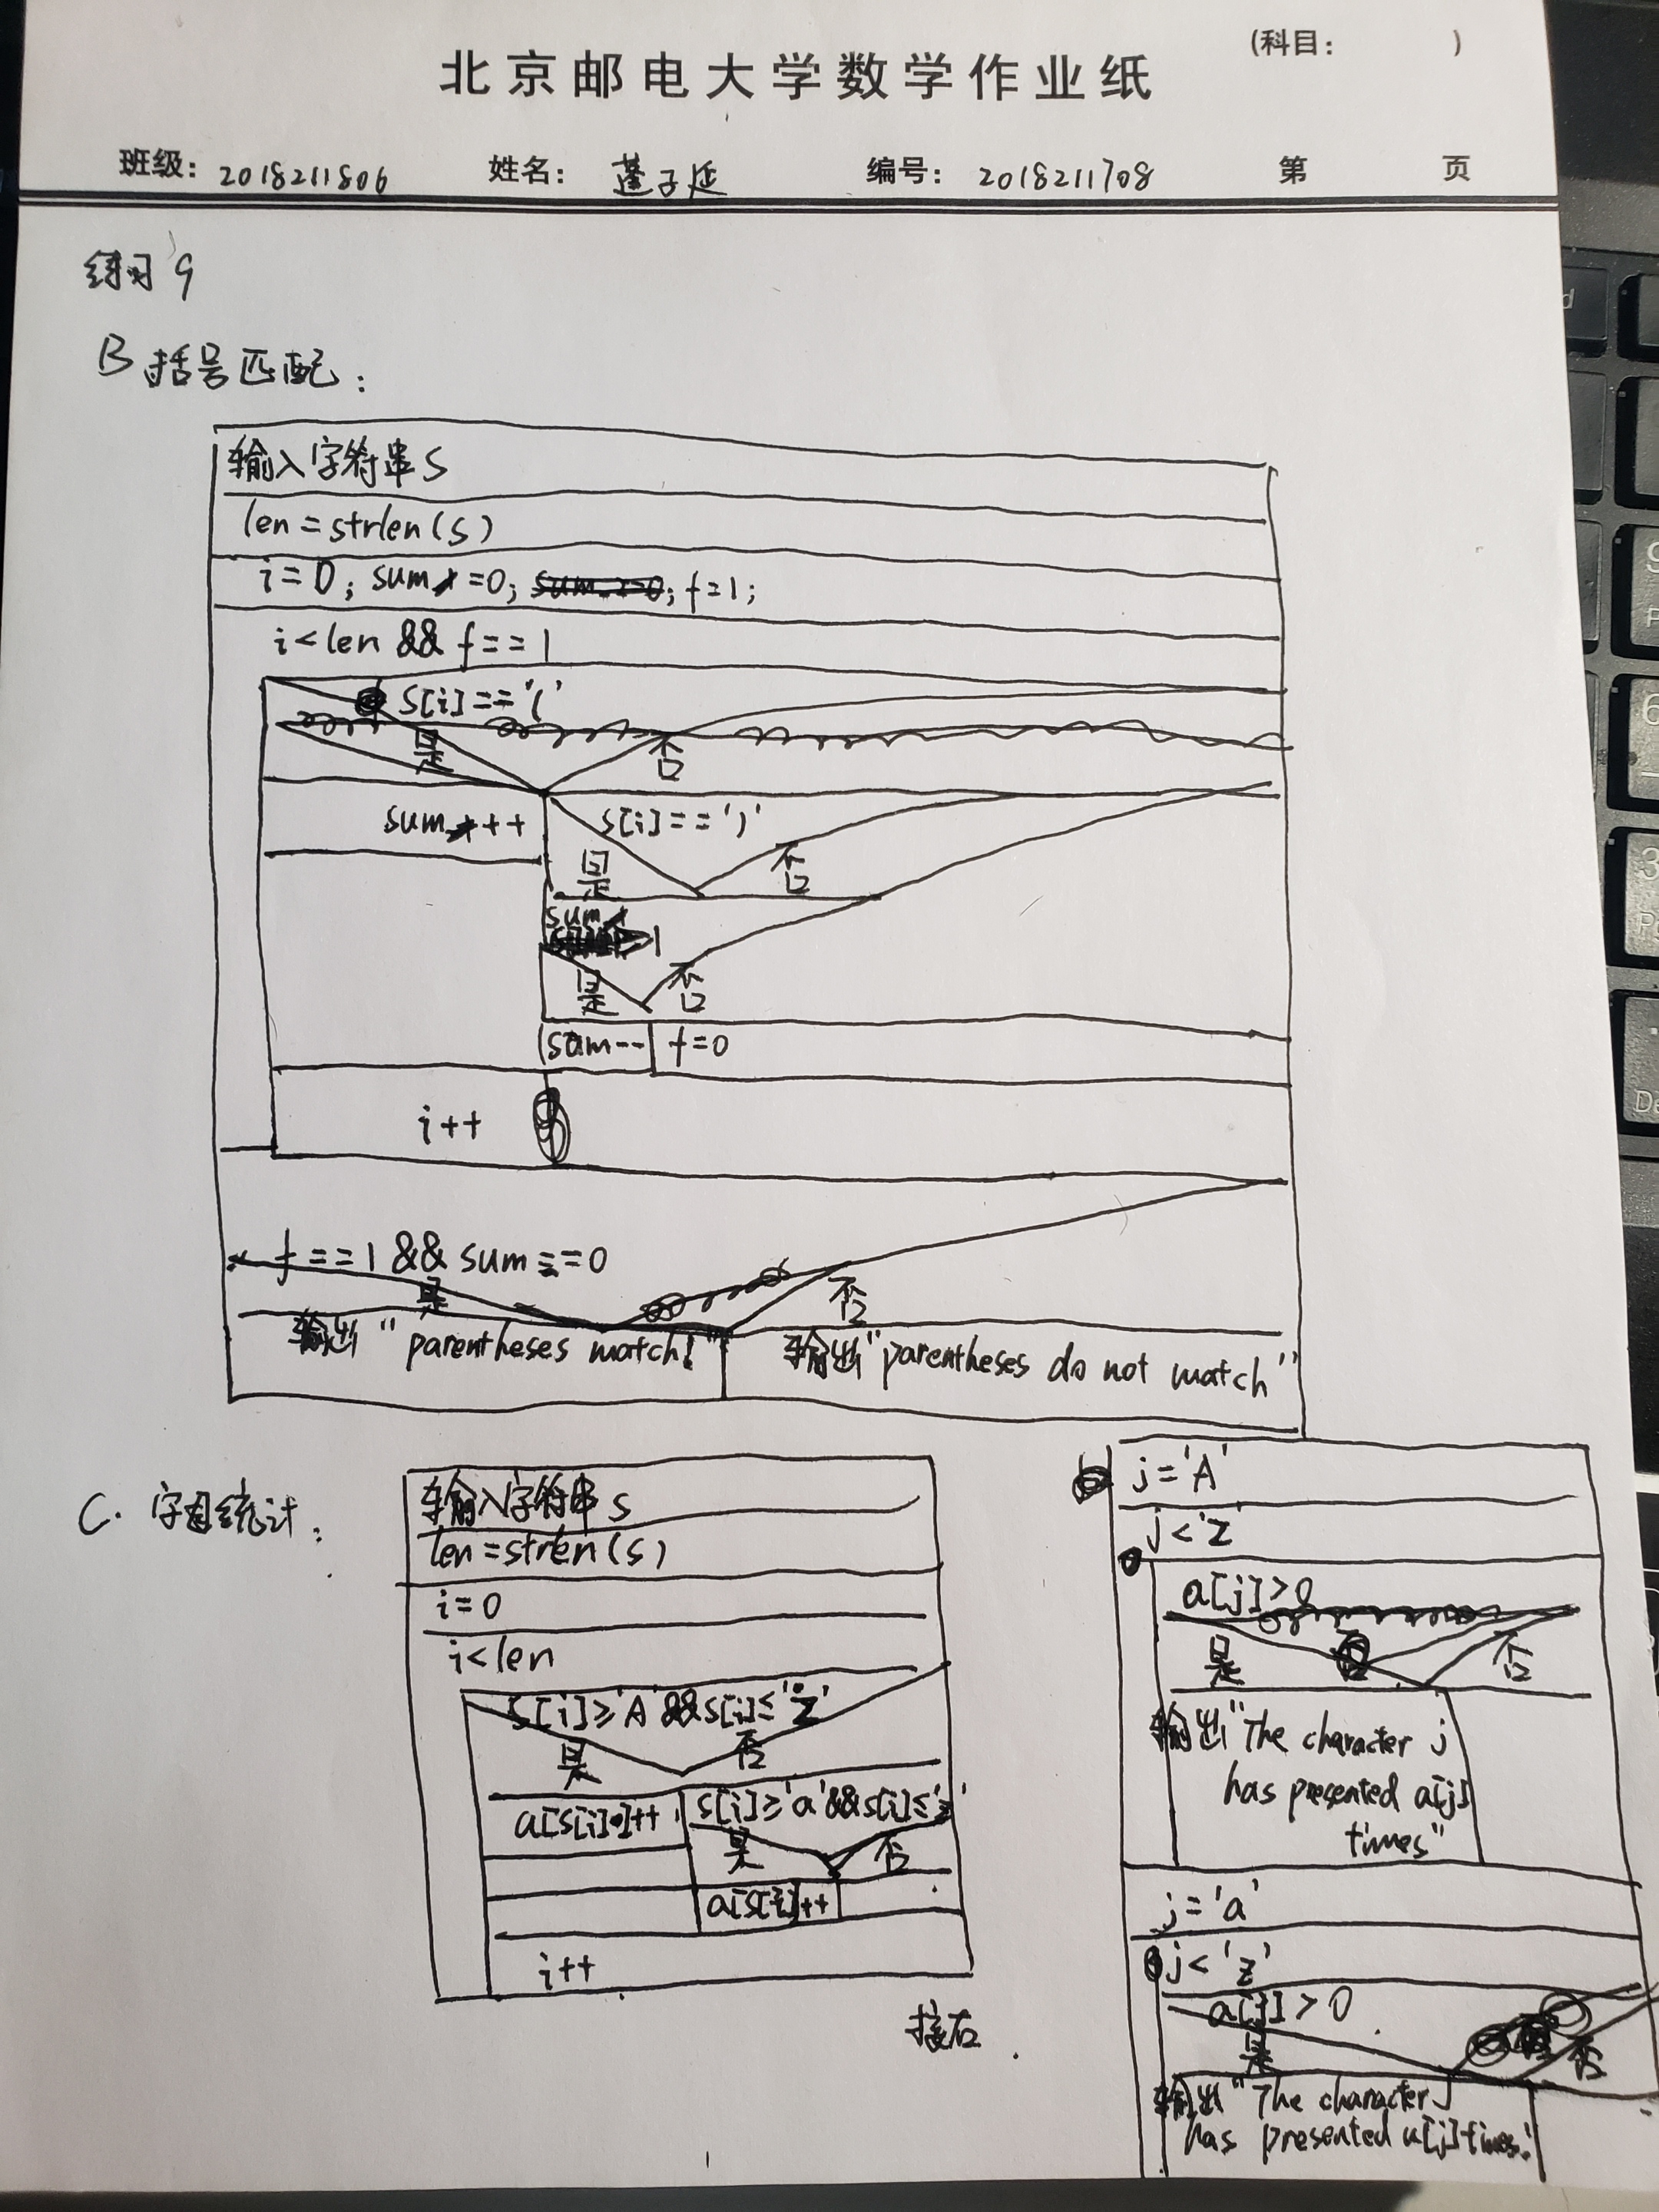 (科目: )
北京邮电大学数学作业纸
班级: 2018211806 姓名: 蓬子延 编号: 2018211708 第 页
练习 9
B 括号匹配:
输入字符串 s
len=strlen(s)
i=0; sum=0; f=1;
i<len && f==1
s[i]=='('
是 否
sum++ s[i]==')'
是 否
sum
是 否
sum-- f=0
i++
f==1 && sum==0
是 否
输出"parentheses match!" 输出"parentheses do not match"
C. 字母统计:
输入字符串 s
len=strlen(s)
i=0
i<len
s[i]≥'A'&&s[i]≤'Z'
是 否
a[s[i]]++ s[i]≥'a'&&s[i]≤'z'
是 否
a[s[i]]++
i++
接右
j='A'
j<'Z'
a[j]>0
是 否
输出"The character j
has presented a[j]
times"
j='a'
j<'z'
a[j]>0
是 否
输出"The character j
has presented a[j] times."